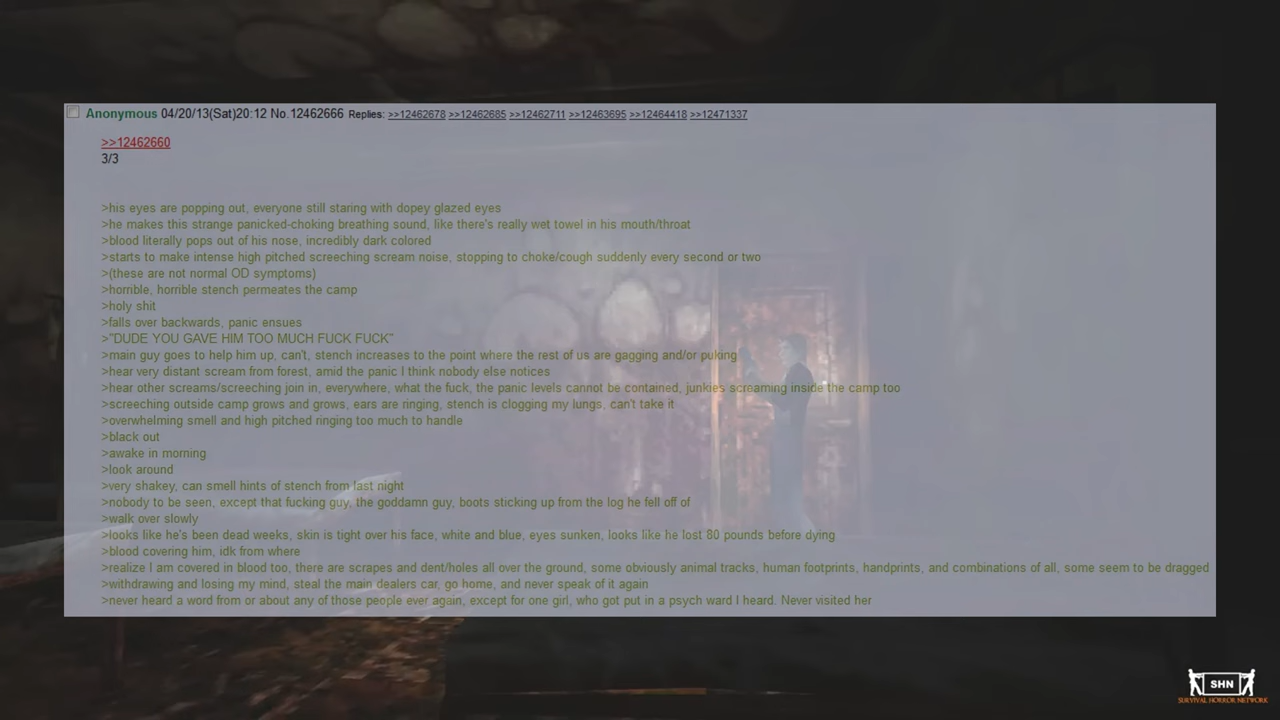 Anonymous 04/20/13(Sat)20:12 No.12462666 Replies: >>12462678 >>12462685 >>12462711 >>12463695 >>12464418 >>12471337
>>12462660
3/3
>his eyes are popping out, everyone still staring with dopey glazed eyes
>he makes this strange panicked-choking breathing sound, like there's really wet towel in his mouth/throat
>blood literally pops out of his nose, incredibly dark colored
>starts to make intense high pitched screeching scream noise, stopping to choke/cough suddenly every second or two
>(these are not normal OD symptoms)
>horrible, horrible stench permeates the camp
>holy shit
>falls over backwards, panic ensues
>"DUDE YOU GAVE HIM TOO MUCH FUCK FUCK"
>main guy goes to help him up, can't, stench increases to the point where the rest of us are gagging and/or puking
>hear very distant scream from forest, amid the panic I think nobody else notices
>hear other screams/screeching join in, everywhere, what the fuck, the panic levels cannot be contained, junkies screaming inside the camp too
>screeching outside camp grows and grows, ears are ringing, stench is clogging my lungs, can't take it
>overwhelming smell and high pitched ringing too much to handle
>black out
>awake in morning
>look around
>very shakey, can smell hints of stench from last night
>nobody to be seen, except that fucking guy, the goddamn guy, boots sticking up from the log he fell off of
>walk over slowly
>looks like he's been dead weeks, skin is tight over his face, white and blue, eyes sunken, looks like he lost 80 pounds before dying
>blood covering him, idk from where
>realize I am covered in blood too, there are scrapes and dent/holes all over the ground, some obviously animal tracks, human footprints, handprints, and combinations of all, some seem to be dragged
>withdrawing and losing my mind, steal the main dealers car, go home, and never speak of it again
>never heard a word from or about any of those people ever again, except for one girl, who got put in a psych ward I heard. Never visited her
SHN
SURVIVAL HORROR NETWORK